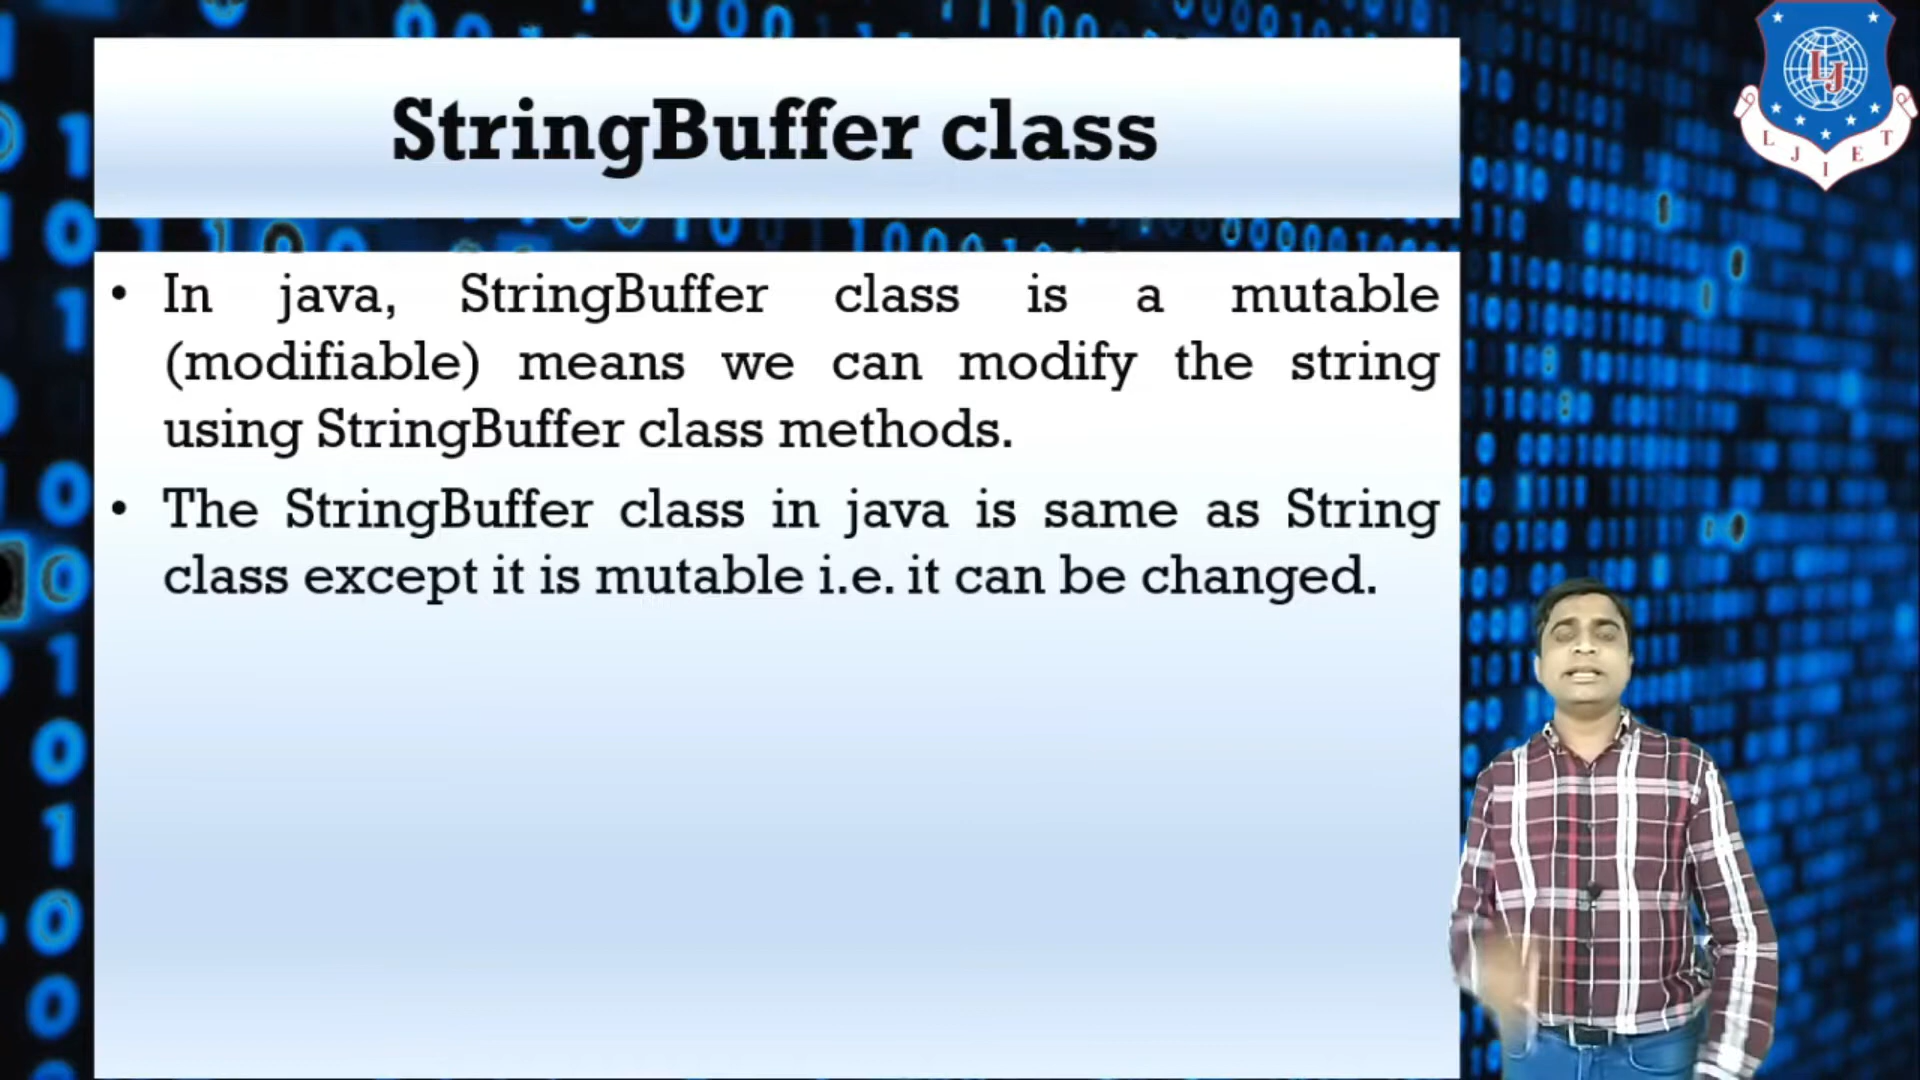 StringBuffer class
• In java, StringBuffer class is a mutable
(modifiable) means we can modify the string
using StringBuffer class methods.
• The StringBuffer class in java is same as String
class except it is mutable i.e. it can be changed.
LJ
L J I E T